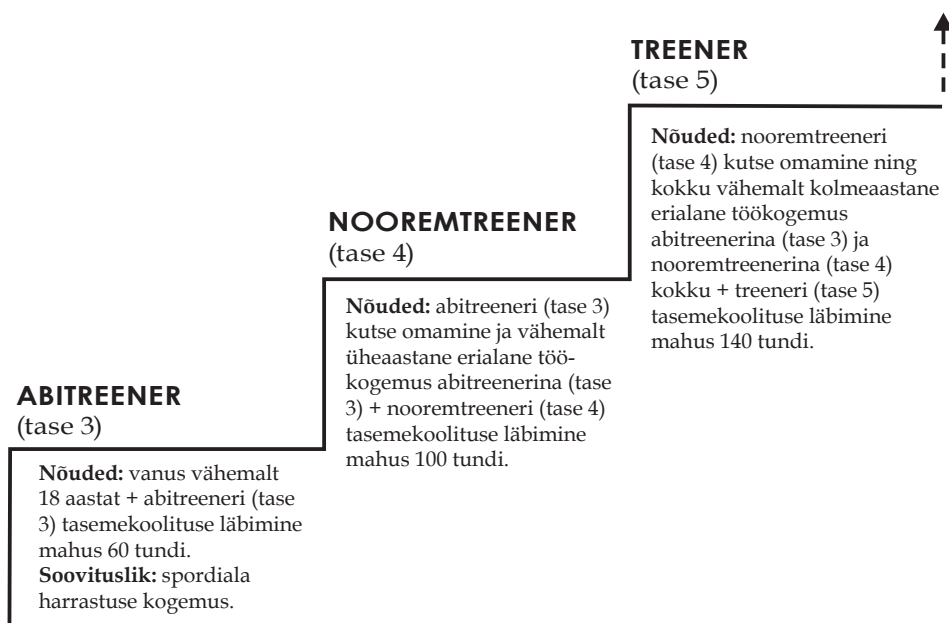 TREENER
(tase 5)
Nõuded: nooremtreeneri
(tase 4) kutse omamine ning
kokku vähemalt kolmeaastane
erialane töökogemus
abitreenerina (tase 3) ja
nooremtreenerina (tase 4)
kokku + treeneri (tase 5)
tasemekoolituse läbimine
mahus 140 tundi.
NOOREMTREENER
(tase 4)
Nõuded: abitreeneri (tase 3)
kutse omamine ja vähemalt
üheaastane erialane töö-
kogemus abitreenerina (tase
3) + nooremtreeneri (tase 4)
tasemekoolituse läbimine
mahus 100 tundi.
ABITREENER
(tase 3)
Nõuded: vanus vähemalt
18 aastat + abitreeneri (tase
3) tasemekoolituse läbimine
mahus 60 tundi.
Soovituslik: spordiala
harrastuse kogemus.